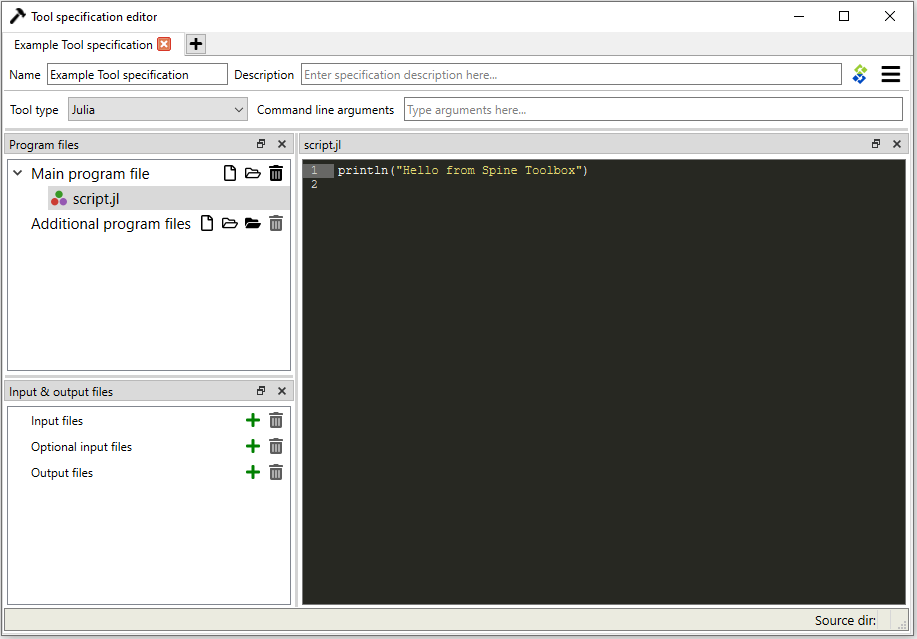 Tool specification editor
Example Tool specification
Name Example Tool specification Description Enter specification description here...
Tool type Julia Command line arguments Type arguments here...
Program files
Main program file
script.jl
Additional program files
script.jl
1 println("Hello from Spine Toolbox")
2
Input & output files
Input files
Optional input files
Output files
Source dir: